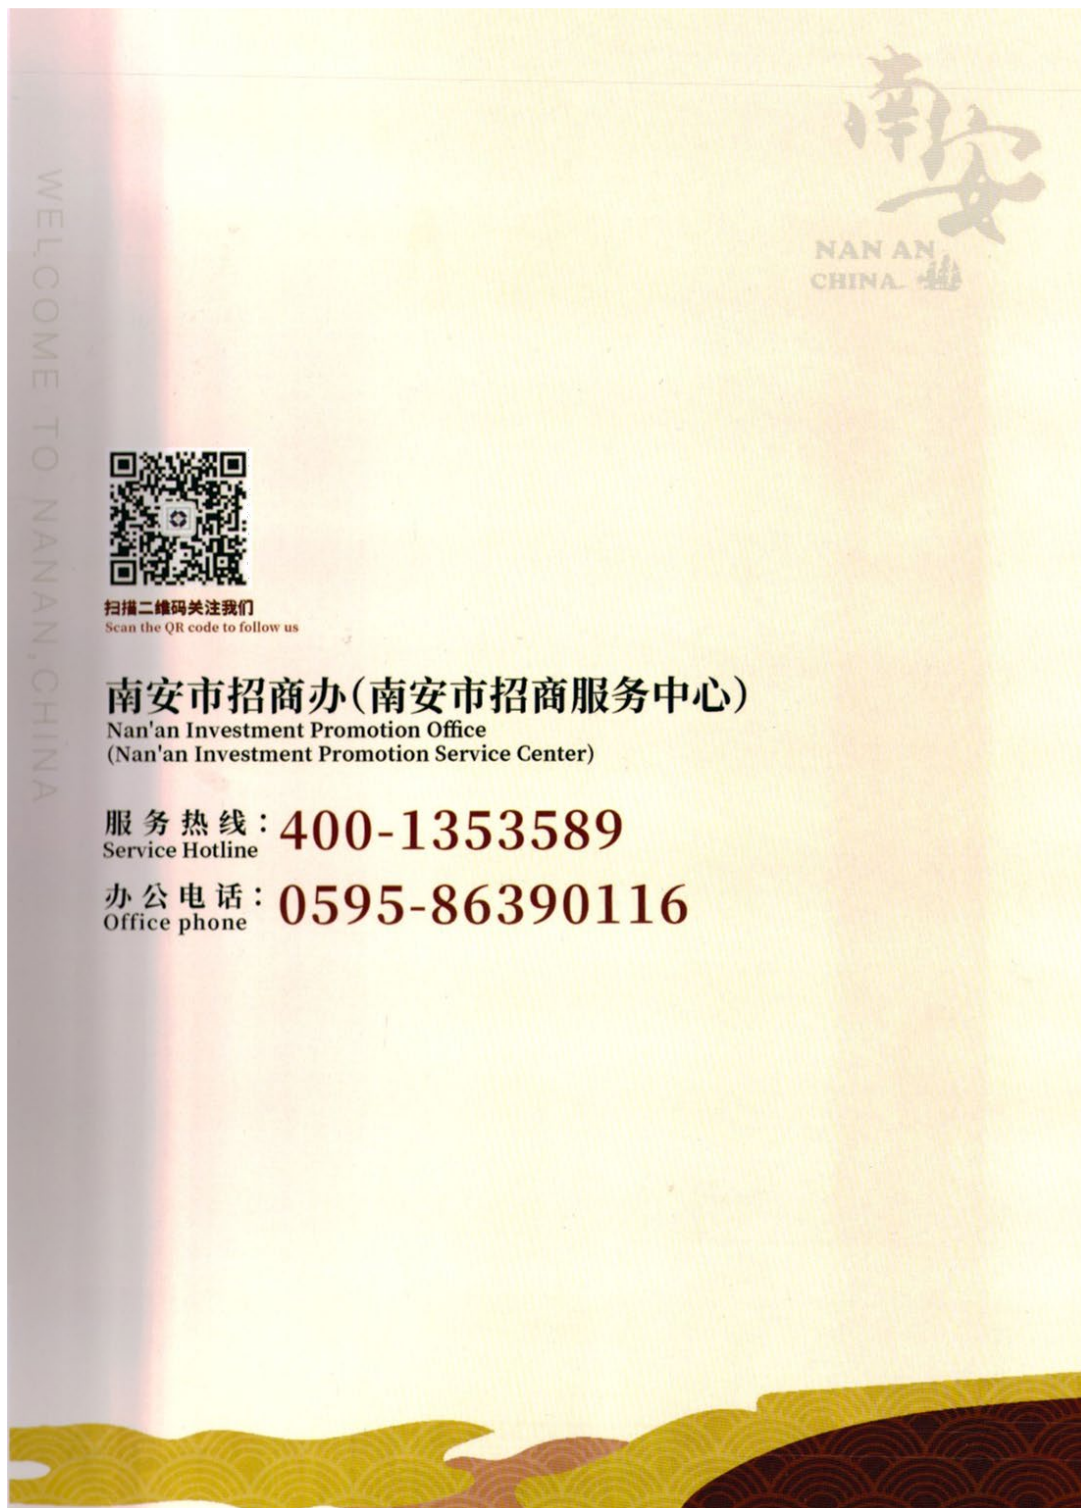 南安
NAN AN
CHINA
WELCOME TO NANAN,CHINA
扫描二维码关注我们
Scan the QR code to follow us
南安市招商办(南安市招商服务中心)
Nan'an Investment Promotion Office
(Nan'an Investment Promotion Service Center)
服务热线：400-1353589
Service Hotline
办公电话：0595-86390116
Office phone